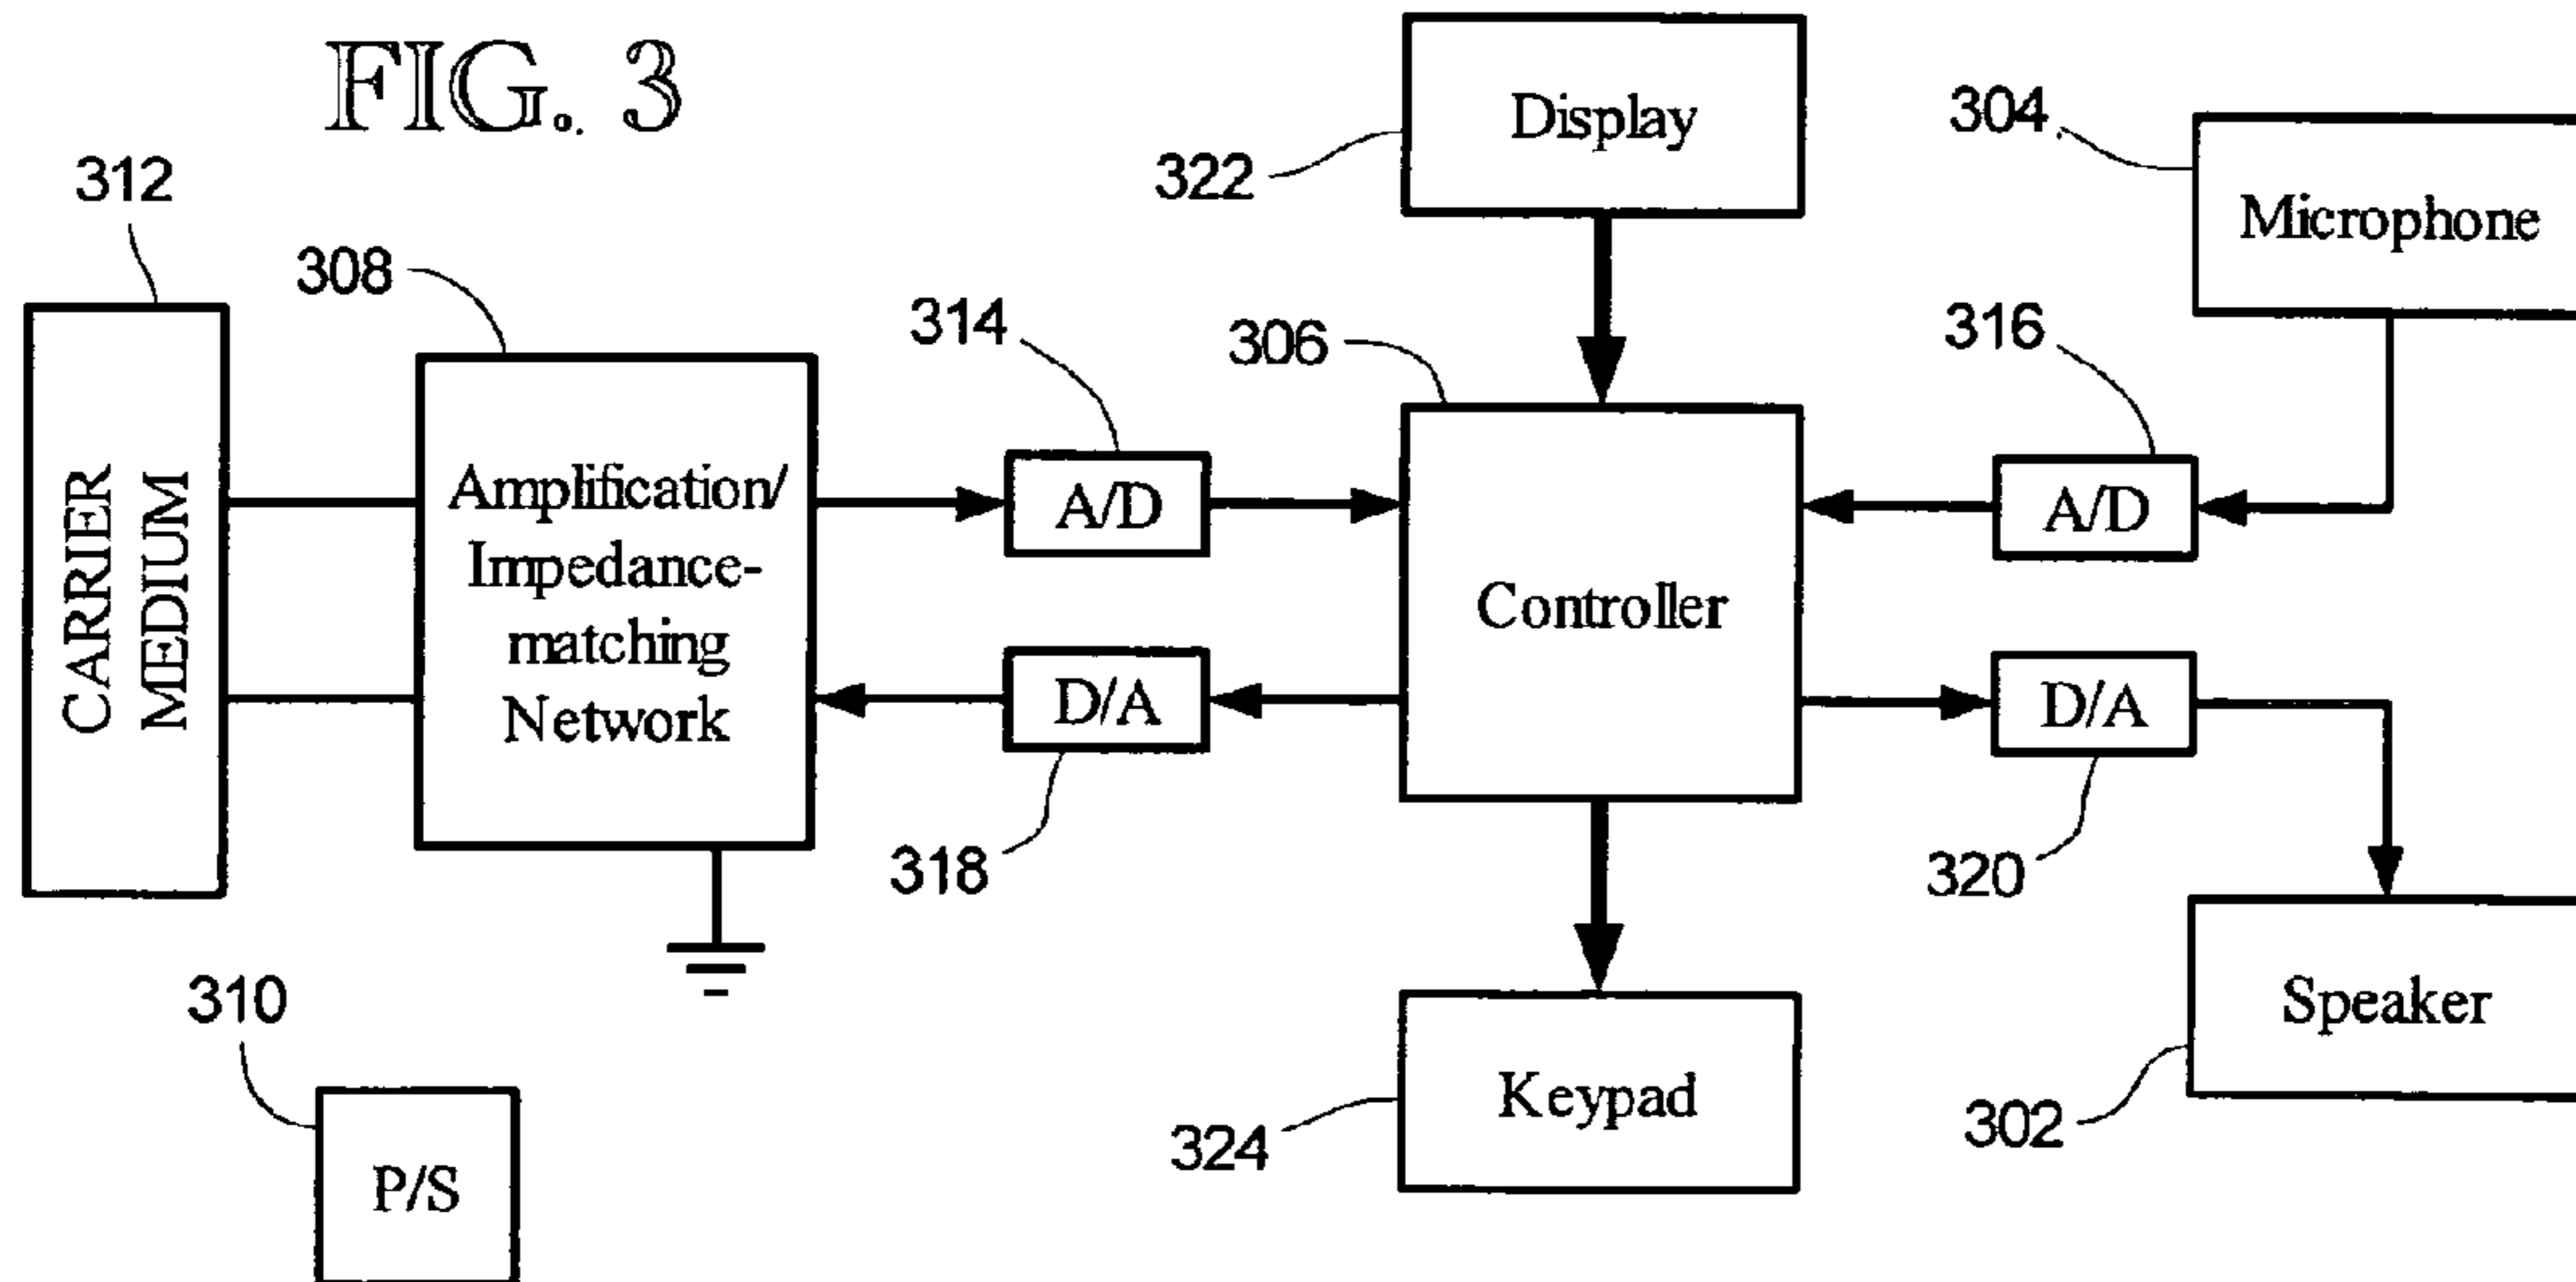 FIG. 3
Display
322
304
Microphone
312
308
314
306
316
CARRIER
MEDIUM
Amplification/
Impedance-
matching
Network
A/D
Controller
A/D
D/A
D/A
318
320
310
P/S
324
Keypad
302
Speaker